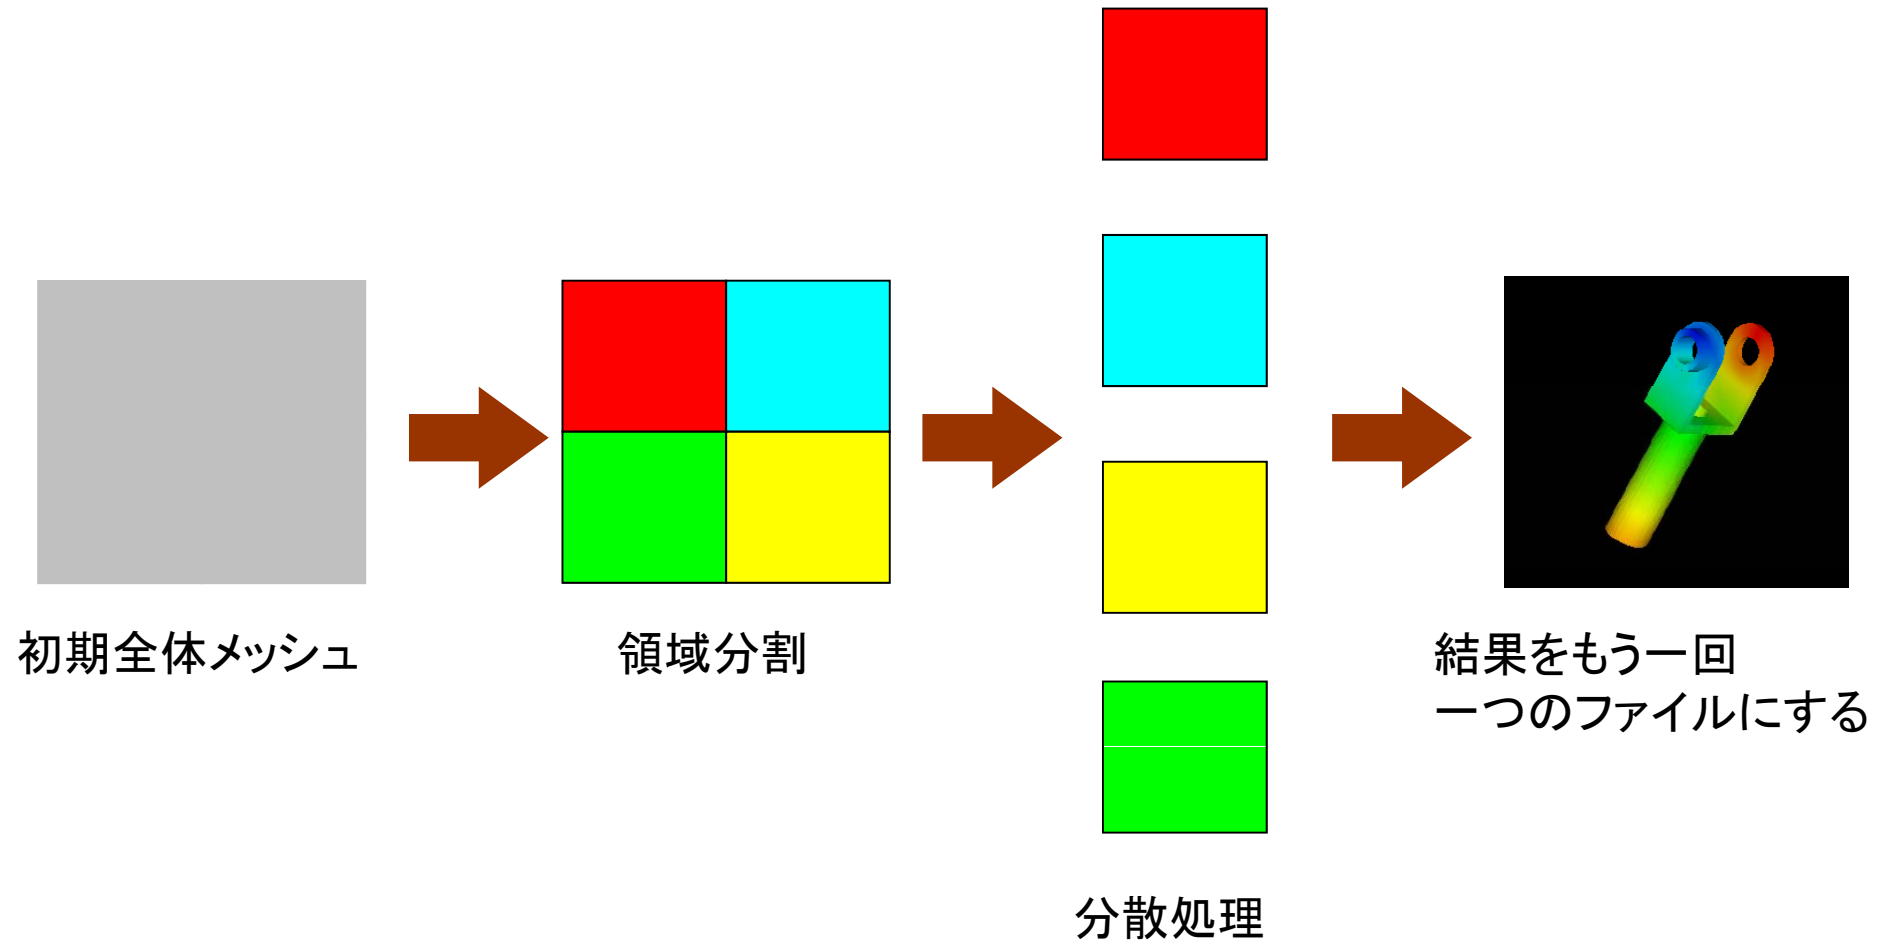 初期全体メッシュ
領域分割
分散処理
結果をもう一回
一つのファイルにする